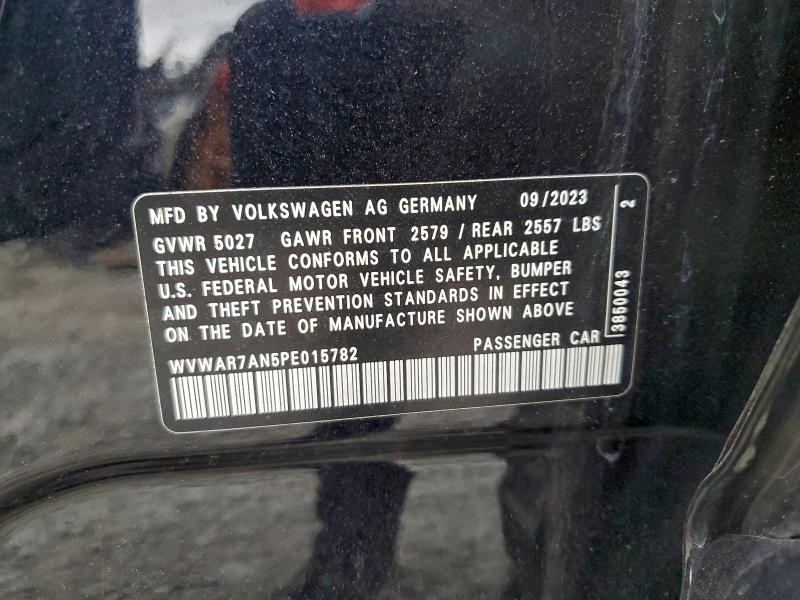 MFD BY VOLKSWAGEN AG GERMANY 09/2023
GVWR 5027 GAWR FRONT 2579 / REAR 2557 LBS
THIS VEHICLE CONFORMS TO ALL APPLICABLE
U.S. FEDERAL MOTOR VEHICLE SAFETY, BUMPER
AND THEFT PREVENTION STANDARDS IN EFFECT
ON THE DATE OF MANUFACTURE SHOWN ABOVE
WVWAR7AN5PE015782 PASSENGER CAR
3850043 2